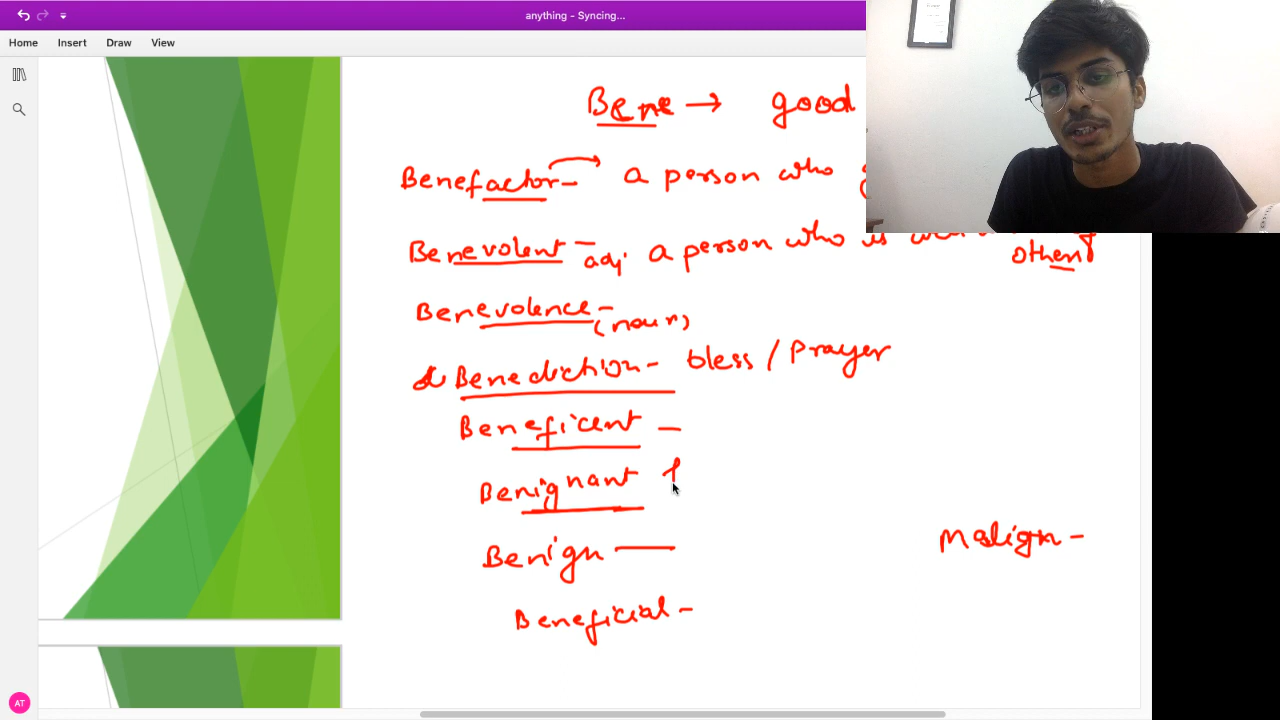 anything - Syncing...
Home Insert Draw View
Bene → good
Benefactor - a person who
Benevolent - adj. a person who is
others
Benevolence - (noun)
Benediction - bless / Prayer
Beneficent -
Benignant
Malign -
Benign —
Beneficial -
AT